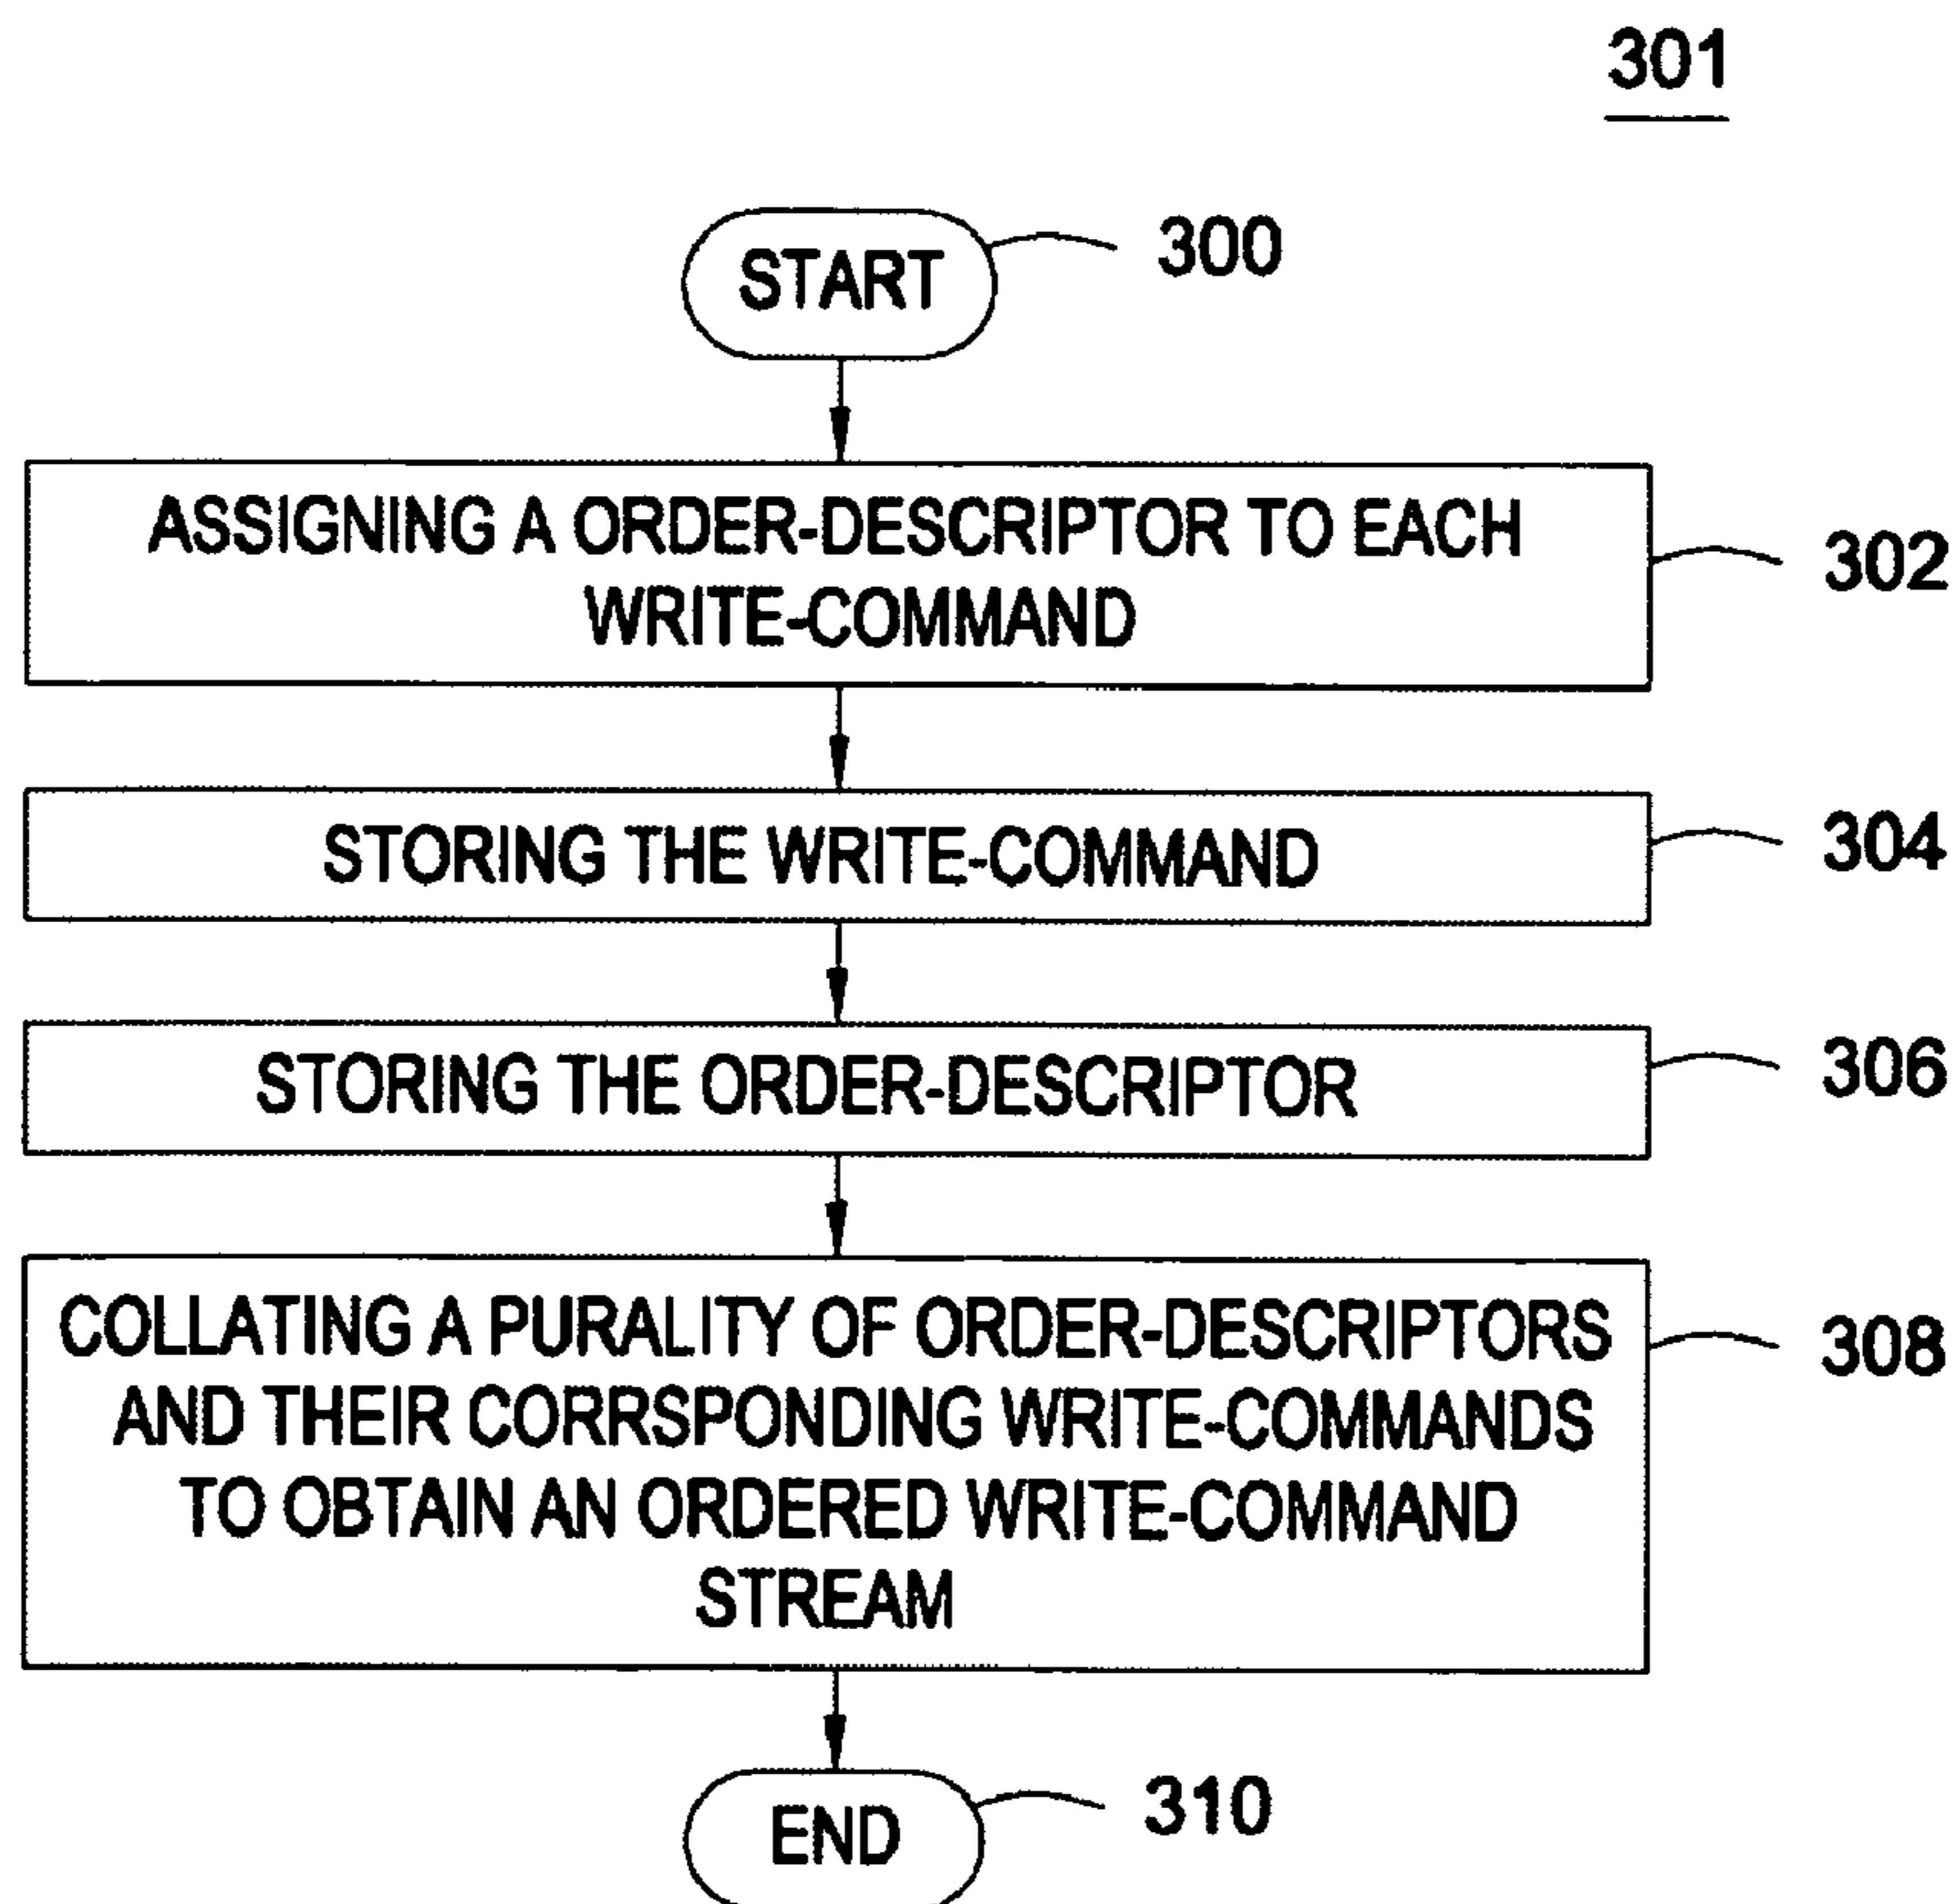 301
START
300
ASSIGNING A ORDER-DESCRIPTOR TO EACH
WRITE-COMMAND
302
STORING THE WRITE-COMMAND
304
STORING THE ORDER-DESCRIPTOR
306
COLLATING A PURALITY OF ORDER-DESCRIPTORS
AND THEIR CORRSPONDING WRITE-COMMANDS
TO OBTAIN AN ORDERED WRITE-COMMAND
STREAM
308
END
310